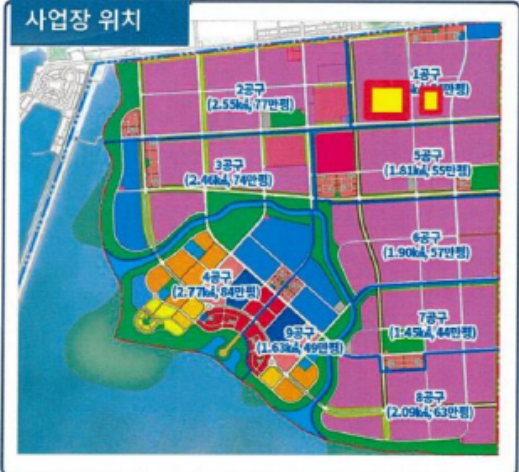 사업장 위치
1공구
2공구
(2.55㎢, 77만평)
5공구
(1.81㎢, 55만평)
3공구
(2.46㎢, 74만평)
6공구
(1.90㎢, 57만평)
4공구
(2.77㎢, 84만평)
7공구
(1.45㎢, 44만평)
9공구
(1.63㎢, 49만평)
8공구
(2.09㎢, 63만평)